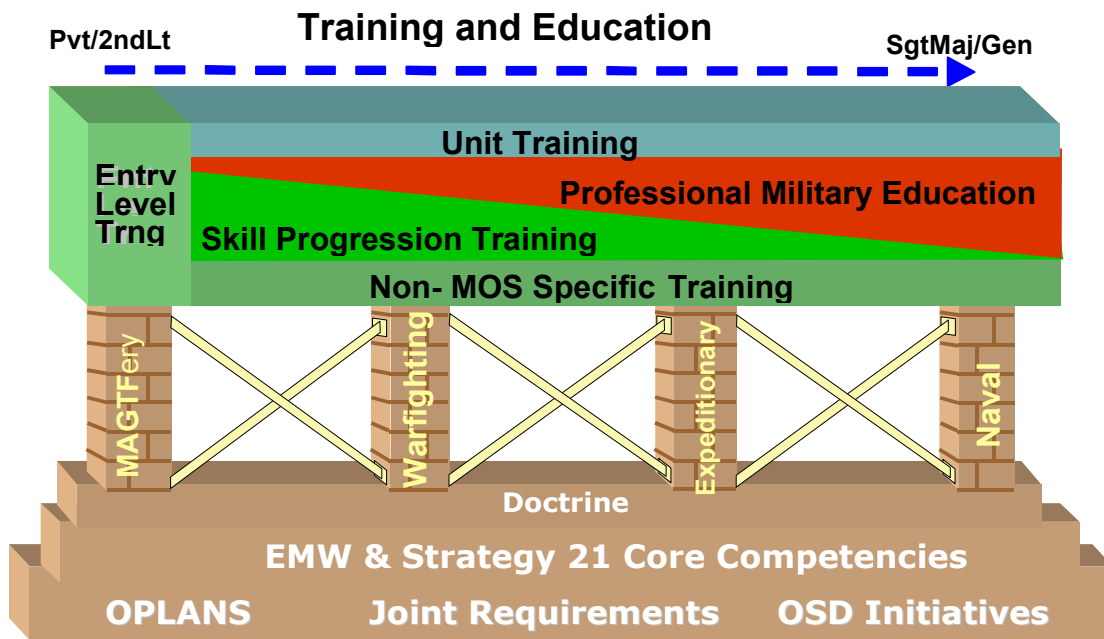 Training and Education
Pvt/2ndLt
SgtMaj/Gen
Unit Training
Entry
Level
Trng
Professional Military Education
Skill Progression Training
Non- MOS Specific Training
MAGTFery
Warfighting
Expeditionary
Naval
Doctrine
EMW & Strategy 21 Core Competencies
OPLANS Joint Requirements OSD Initiatives